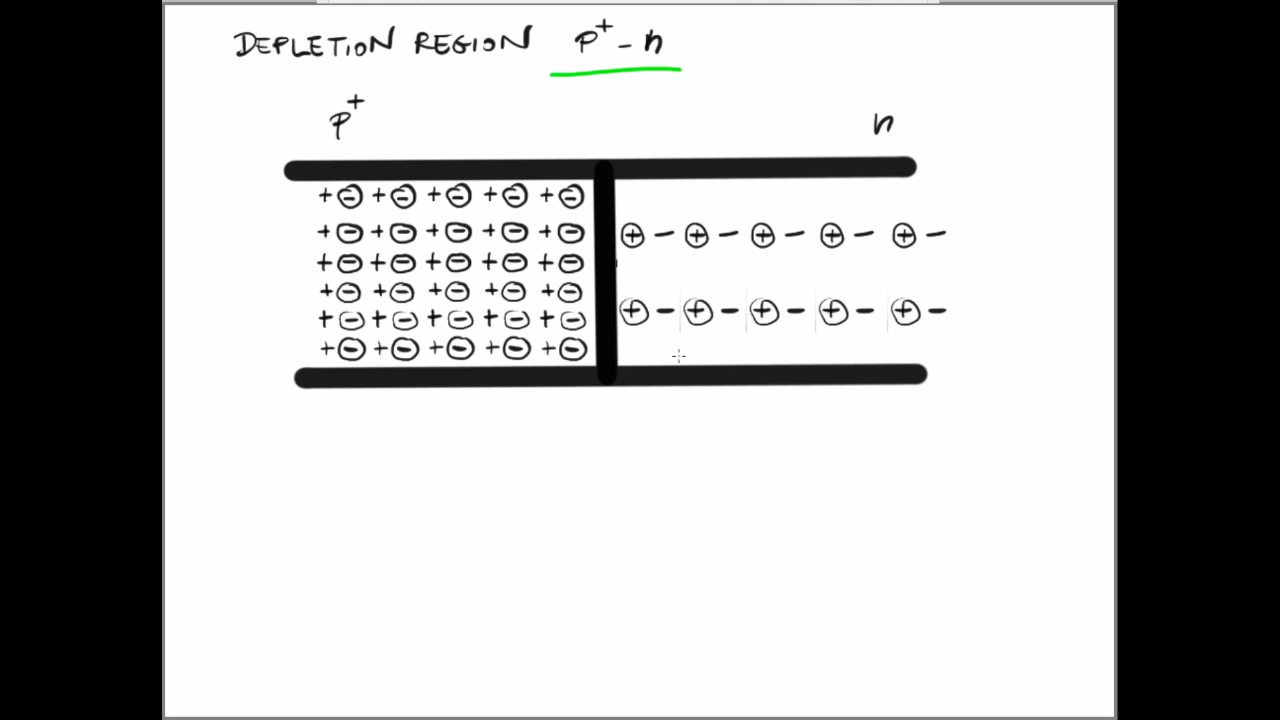 DEPLETION REGION p⁺ - n
p⁺ n
+ ⊖ + ⊖ + ⊖ + ⊖ + ⊖
+ ⊖ + ⊖ + ⊖ + ⊖ + ⊖ ⊕ - ⊕ - ⊕ - ⊕ - ⊕ -
+ ⊖ + ⊖ + ⊖ + ⊖ + ⊖
+ ⊖ + ⊖ + ⊖ + ⊖ + ⊖
+ ⊖ + ⊖ + ⊖ + ⊖ + ⊖ ⊕ - ⊕ - ⊕ - ⊕ - ⊕ -
+ ⊖ + ⊖ + ⊖ + ⊖ + ⊖